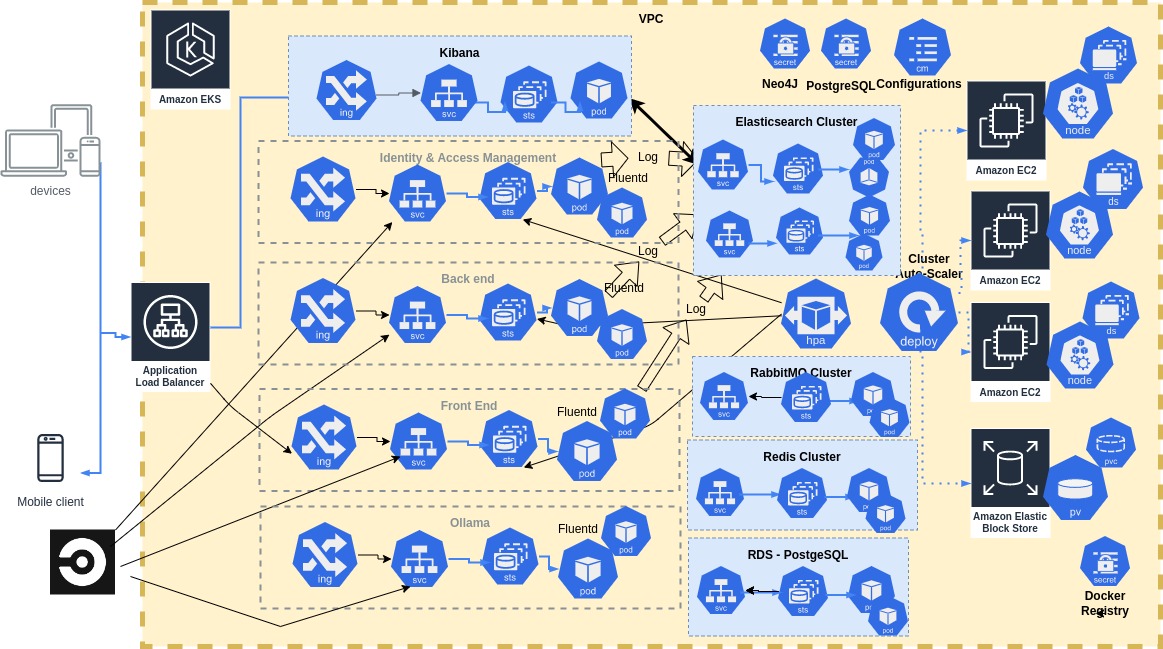 VPC
Amazon EKS
Kibana
ing
svc
sts
pod
secret
secret
cm
Neo4J
PostgreSQL
Configurations
ds
node
Amazon EC2
devices
Identity & Access Management
ing
svc
sts
pod
pod
Fluentd
Log
Elasticsearch Cluster
svc
sts
pod
pod
svc
sts
pod
pod
ds
node
Amazon EC2
Log
Back end
ing
svc
sts
pod
pod
Fluentd
Log
hpa
Cluster
Auto-Scaler
deploy
ds
node
Amazon EC2
Application
Load Balancer
RabbitMQ Cluster
svc
sts
pod
Front End
ing
svc
sts
Fluentd
pod
pod
Redis Cluster
svc
sts
pod
pvc
pv
Amazon Elastic
Block Store
Mobile client
Ollama
ing
svc
sts
Fluentd
pod
pod
RDS - PostgeSQL
svc
sts
pod
secret
Docker
Registry